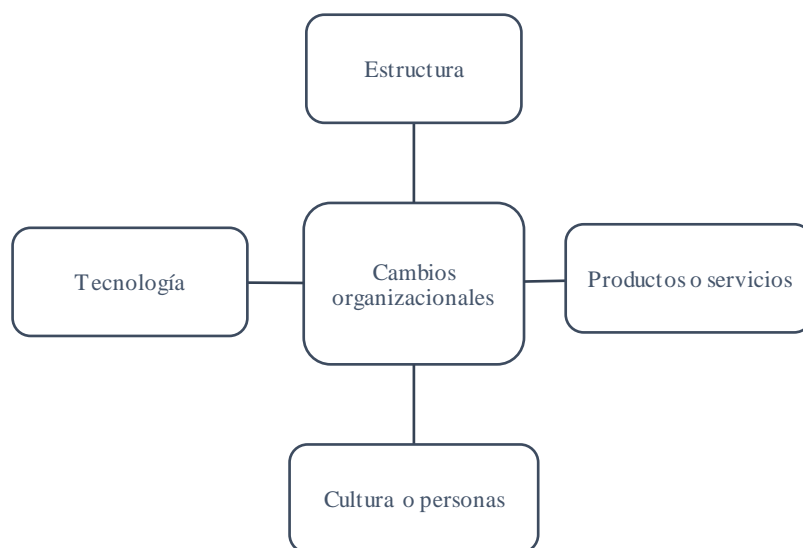 Estructura
Tecnología
Cambios
organizacionales
Productos o servicios
Cultura o personas